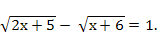 √(2x + 5) − √(x + 6) = 1.